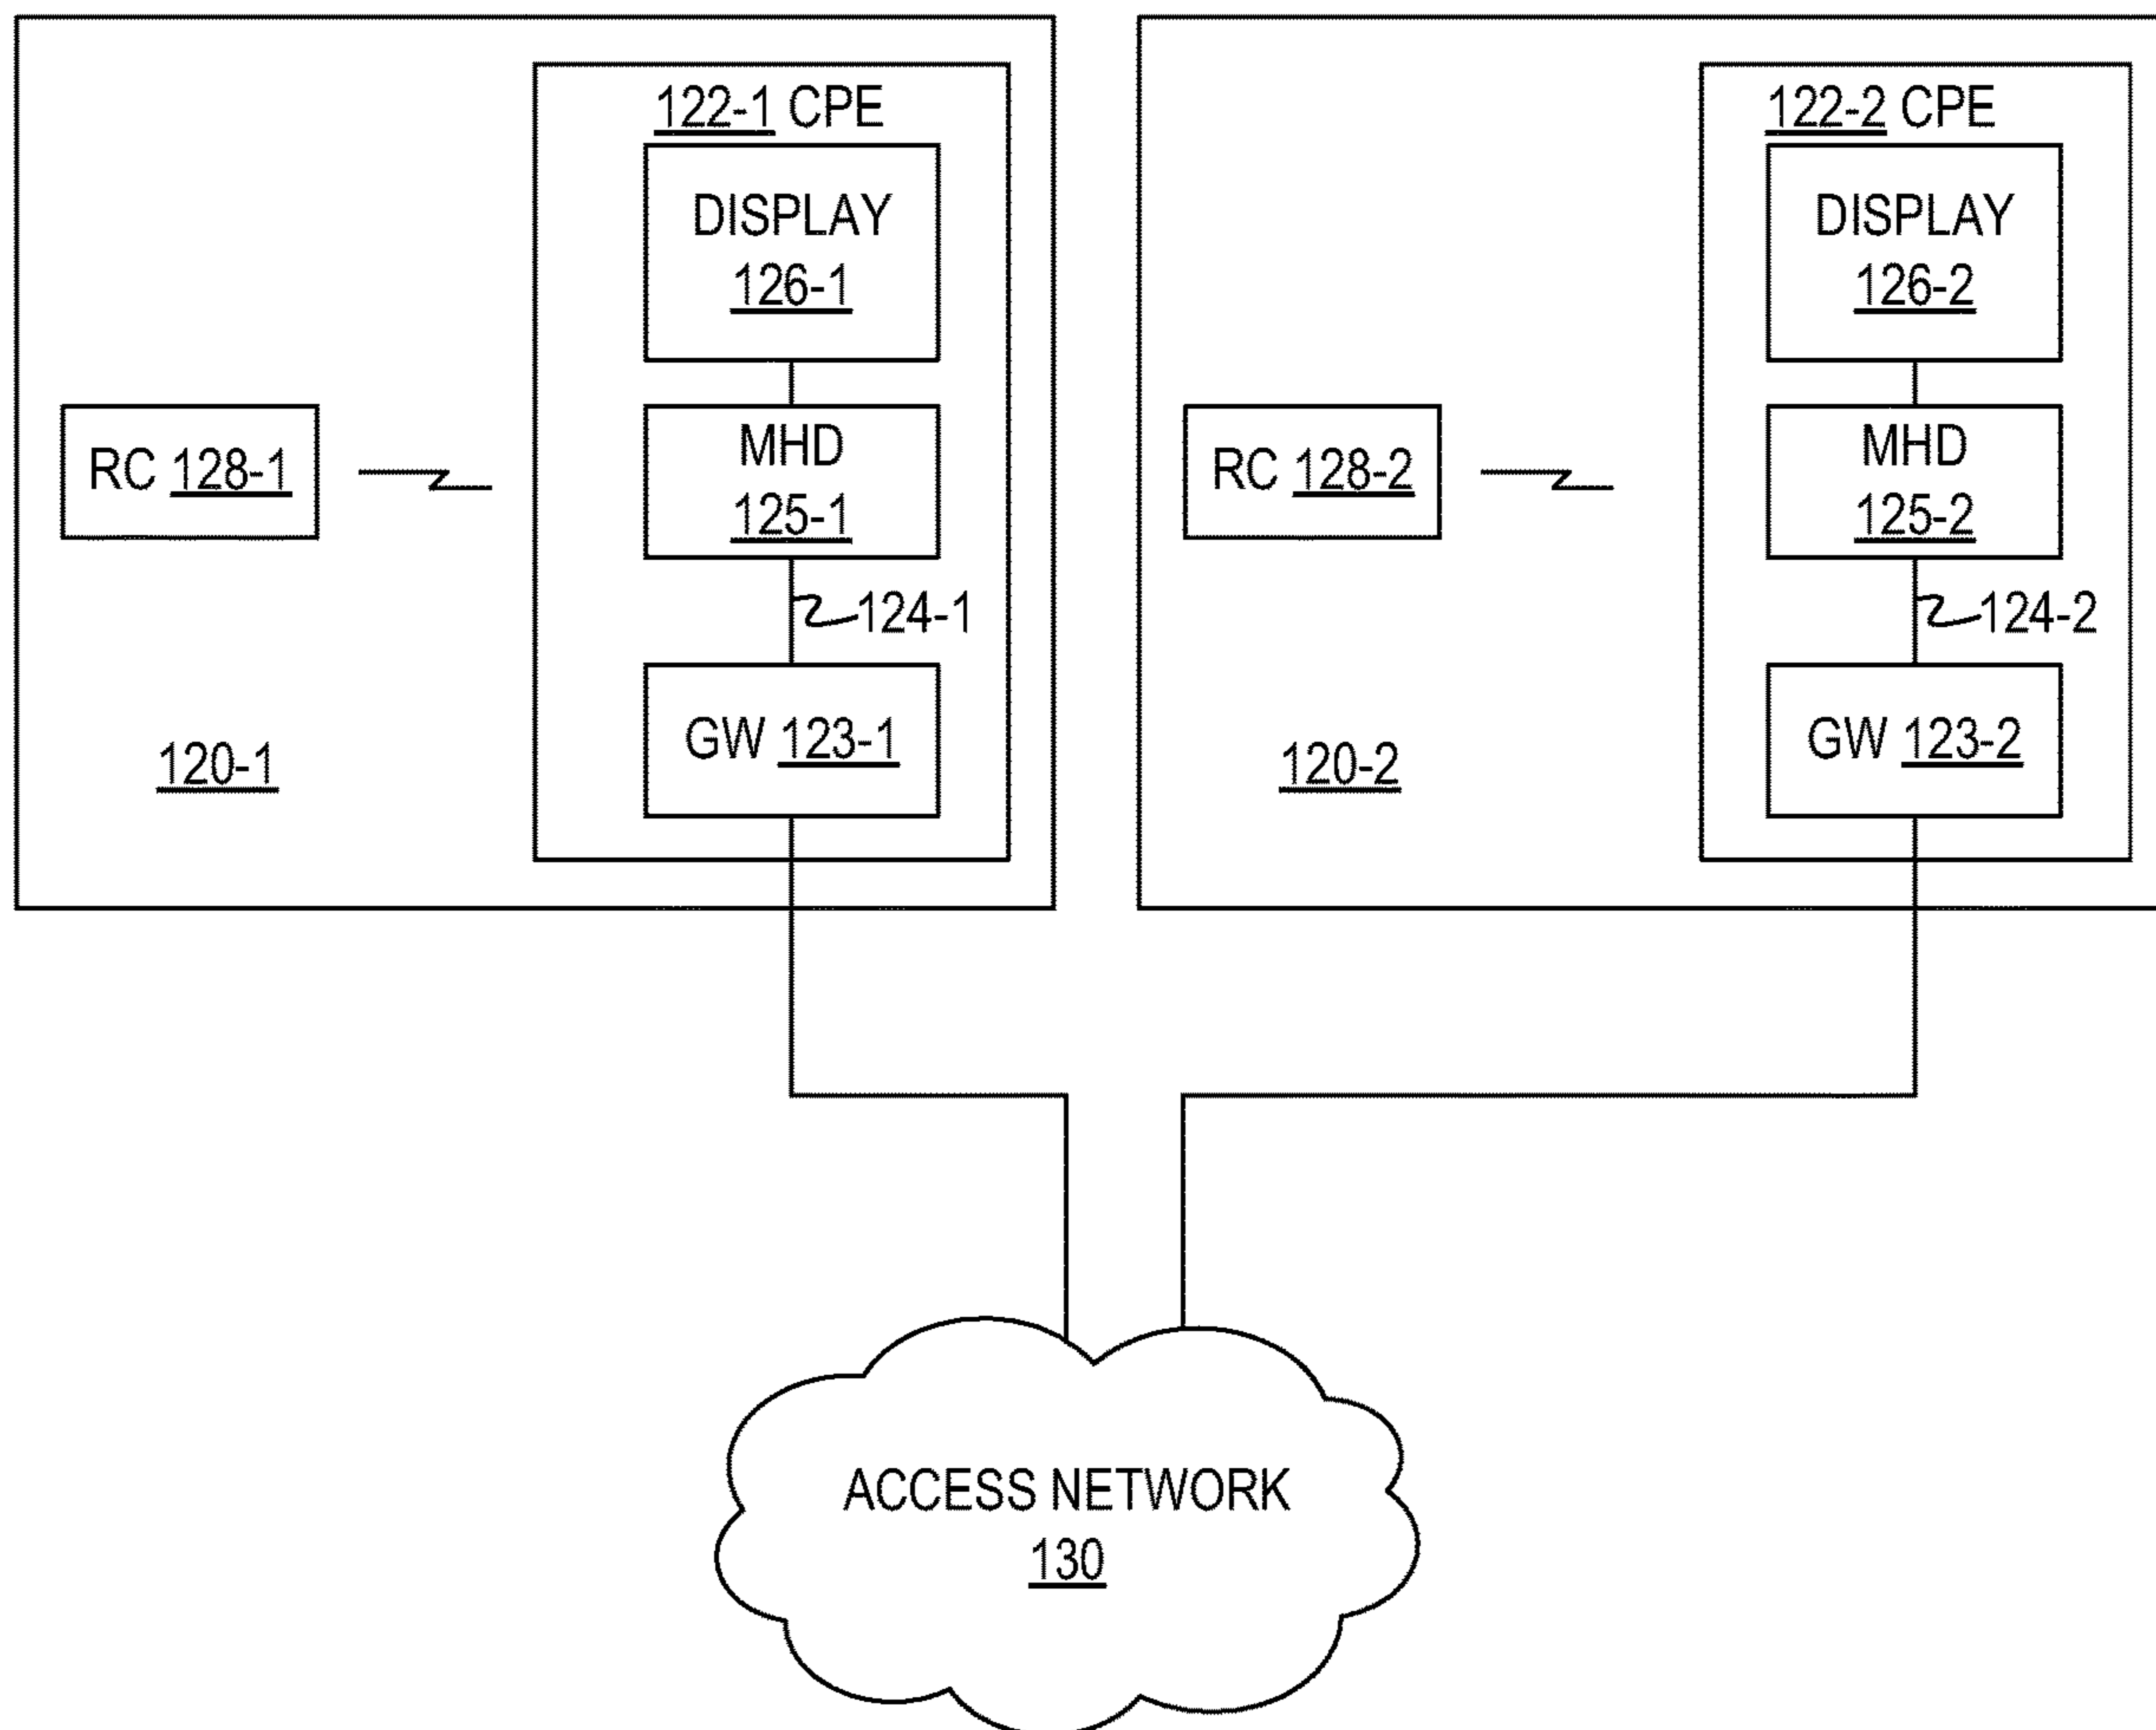 122-1 CPE
DISPLAY
126-1
RC 128-1
MHD
125-1
124-1
GW 123-1
120-1
122-2 CPE
DISPLAY
126-2
RC 128-2
MHD
125-2
124-2
GW 123-2
120-2
ACCESS NETWORK
130